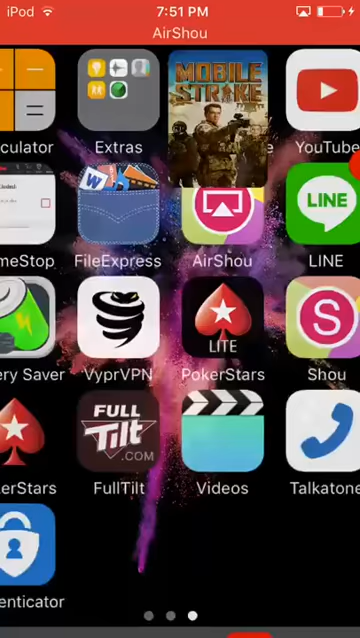 iPod 7:51 PM
AirShou
MOBILE
STRIKE
culator Extras e YouTube
LINE
W
meStop FileExpress AirShou LINE
LITE
S
ery Saver VyprVPN PokerStars Shou
FULL
TiLT
.COM
erStars FullTilt Videos Talkatone
enticator